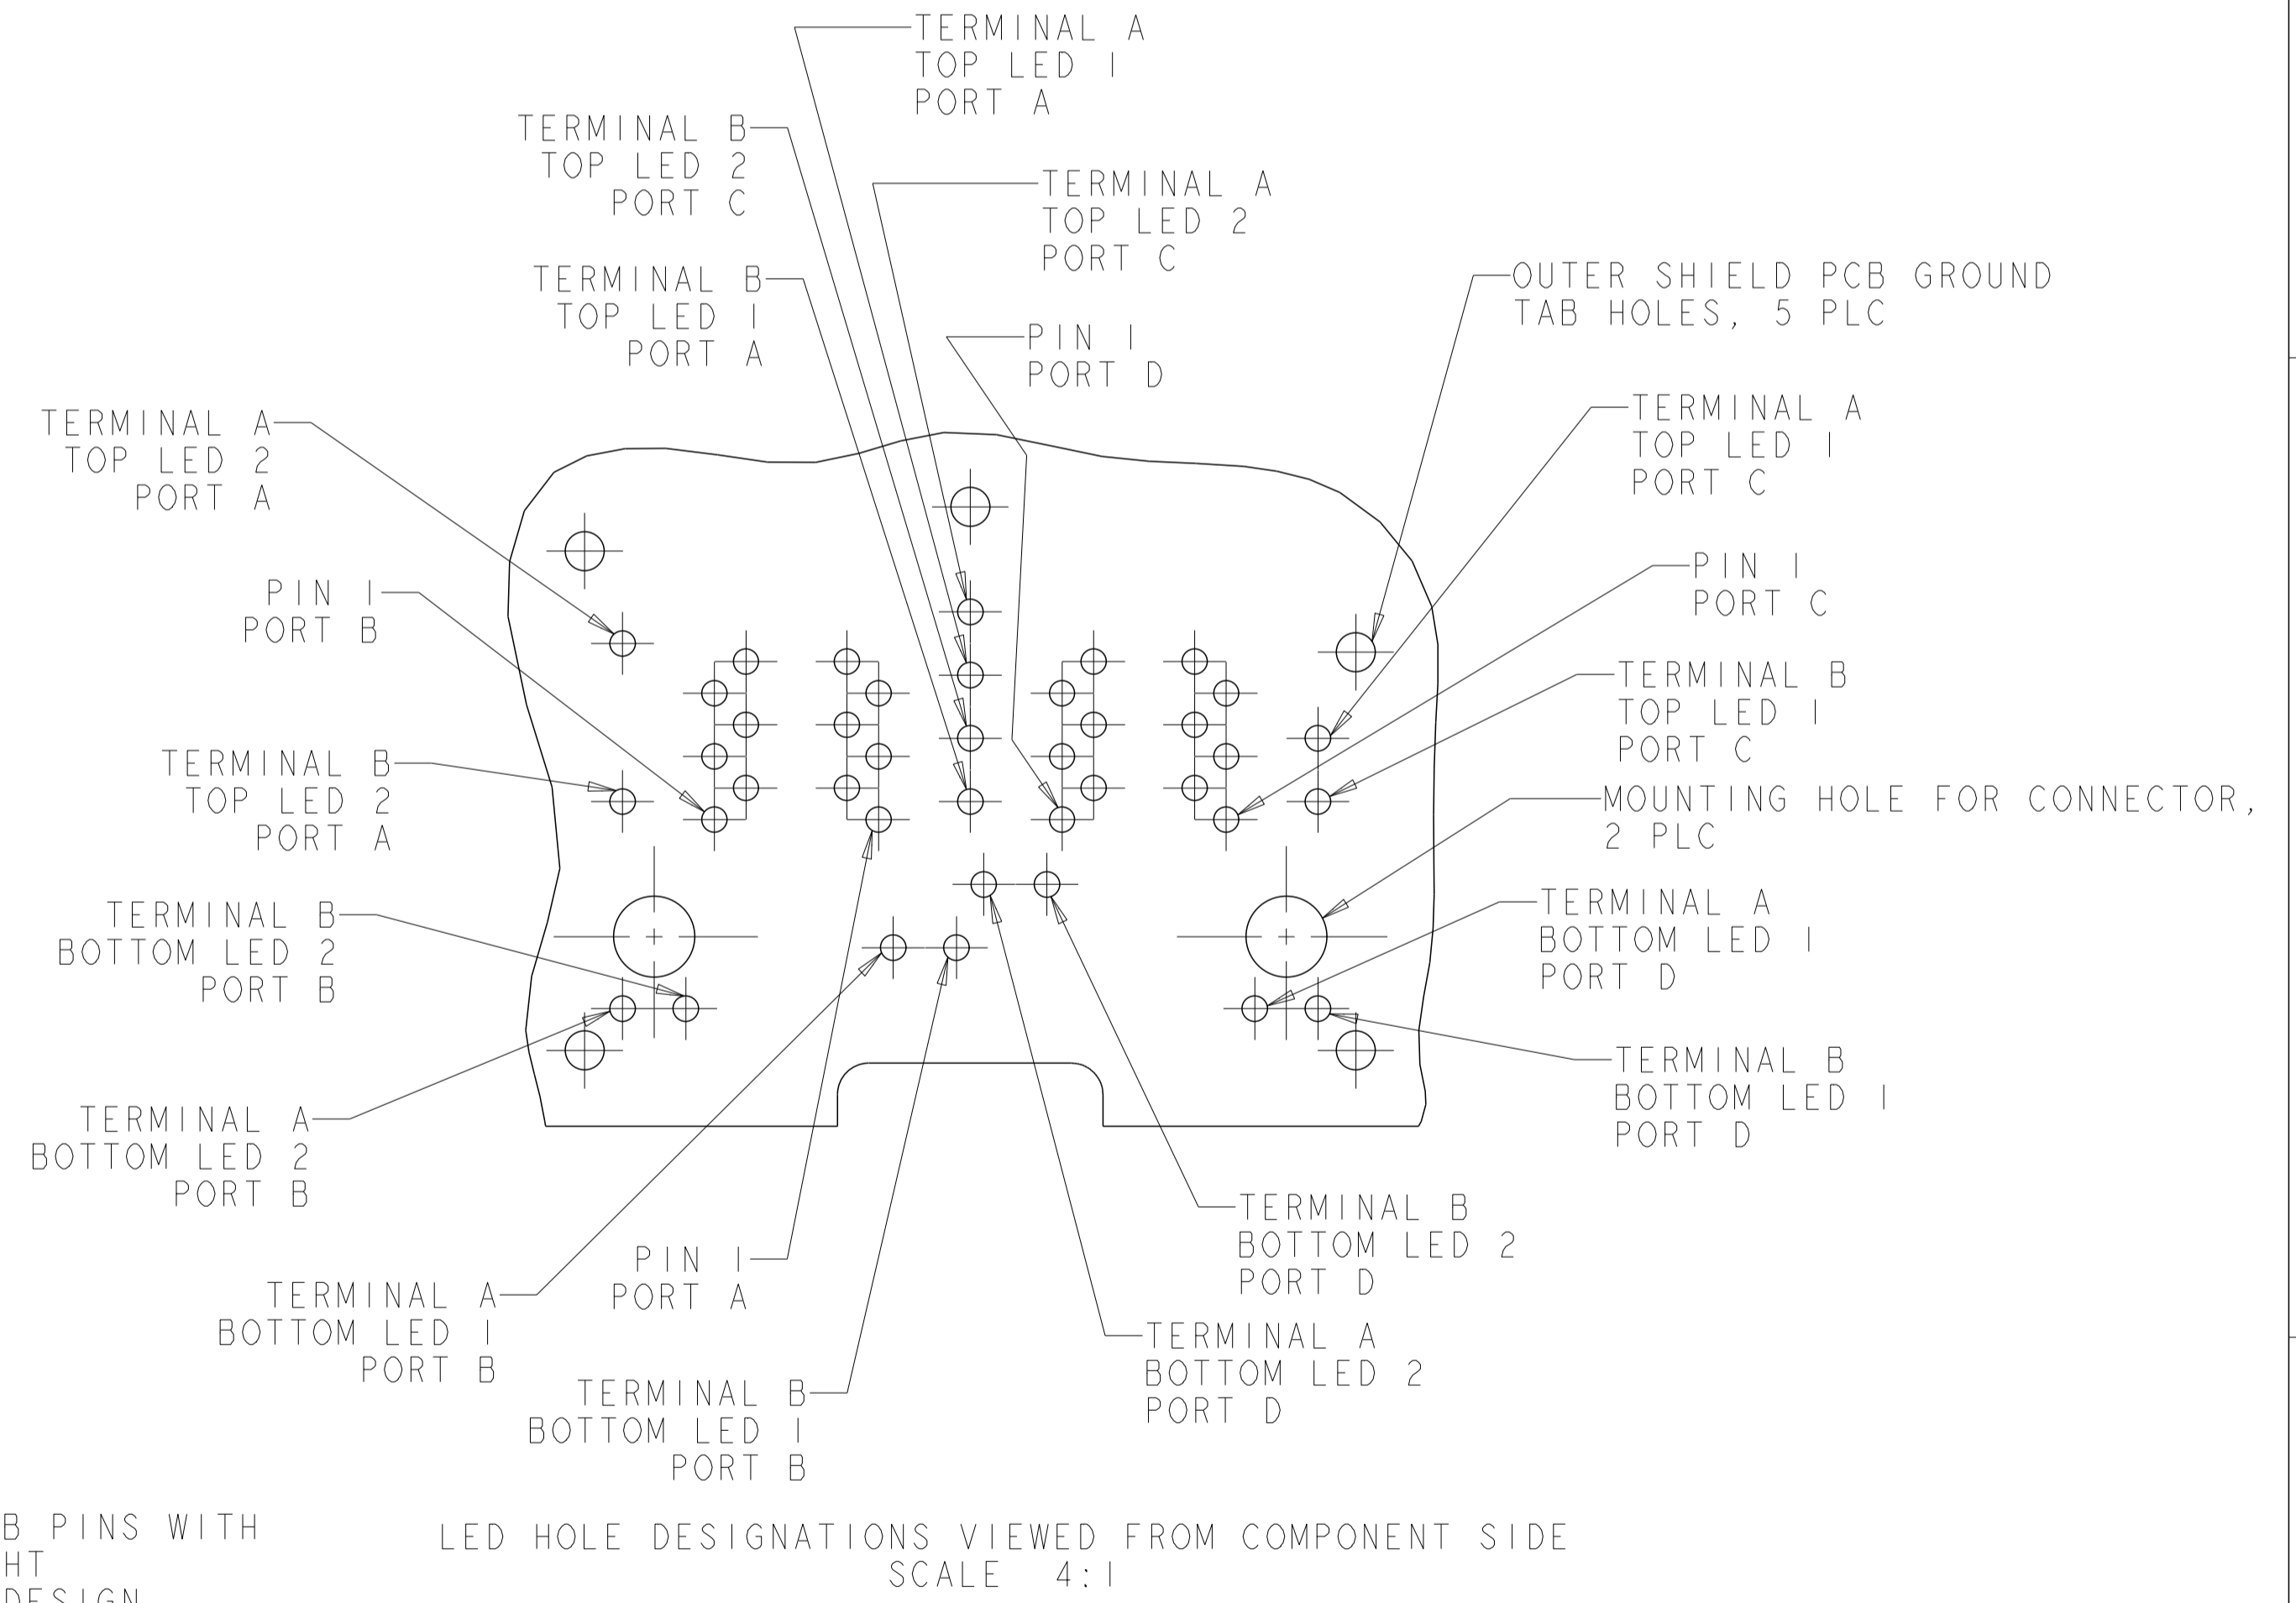 TERMINAL A
TOP LED 1
PORT A
TERMINAL B
TOP LED 2
PORT C
TERMINAL A
TOP LED 2
PORT C
TERMINAL B
TOP LED 1
PORT A
OUTER SHIELD PCB GROUND
TAB HOLES, 5 PLC
PIN 1
PORT D
TERMINAL A
TOP LED 1
PORT C
TERMINAL A
TOP LED 2
PORT A
PIN 1
PORT C
PIN 1
PORT B
TERMINAL B
TOP LED 1
PORT C
TERMINAL B
TOP LED 2
PORT A
MOUNTING HOLE FOR CONNECTOR,
2 PLC
TERMINAL A
BOTTOM LED 1
PORT D
TERMINAL B
BOTTOM LED 2
PORT B
TERMINAL B
BOTTOM LED 1
PORT D
TERMINAL A
BOTTOM LED 2
PORT B
TERMINAL B
BOTTOM LED 2
PORT D
PIN 1
PORT A
TERMINAL A
BOTTOM LED 1
PORT B
TERMINAL A
BOTTOM LED 2
PORT D
TERMINAL B
BOTTOM LED 1
PORT B
B PINS WITH
HT
DESIGN
LED HOLE DESIGNATIONS VIEWED FROM COMPONENT SIDE
SCALE 4:1